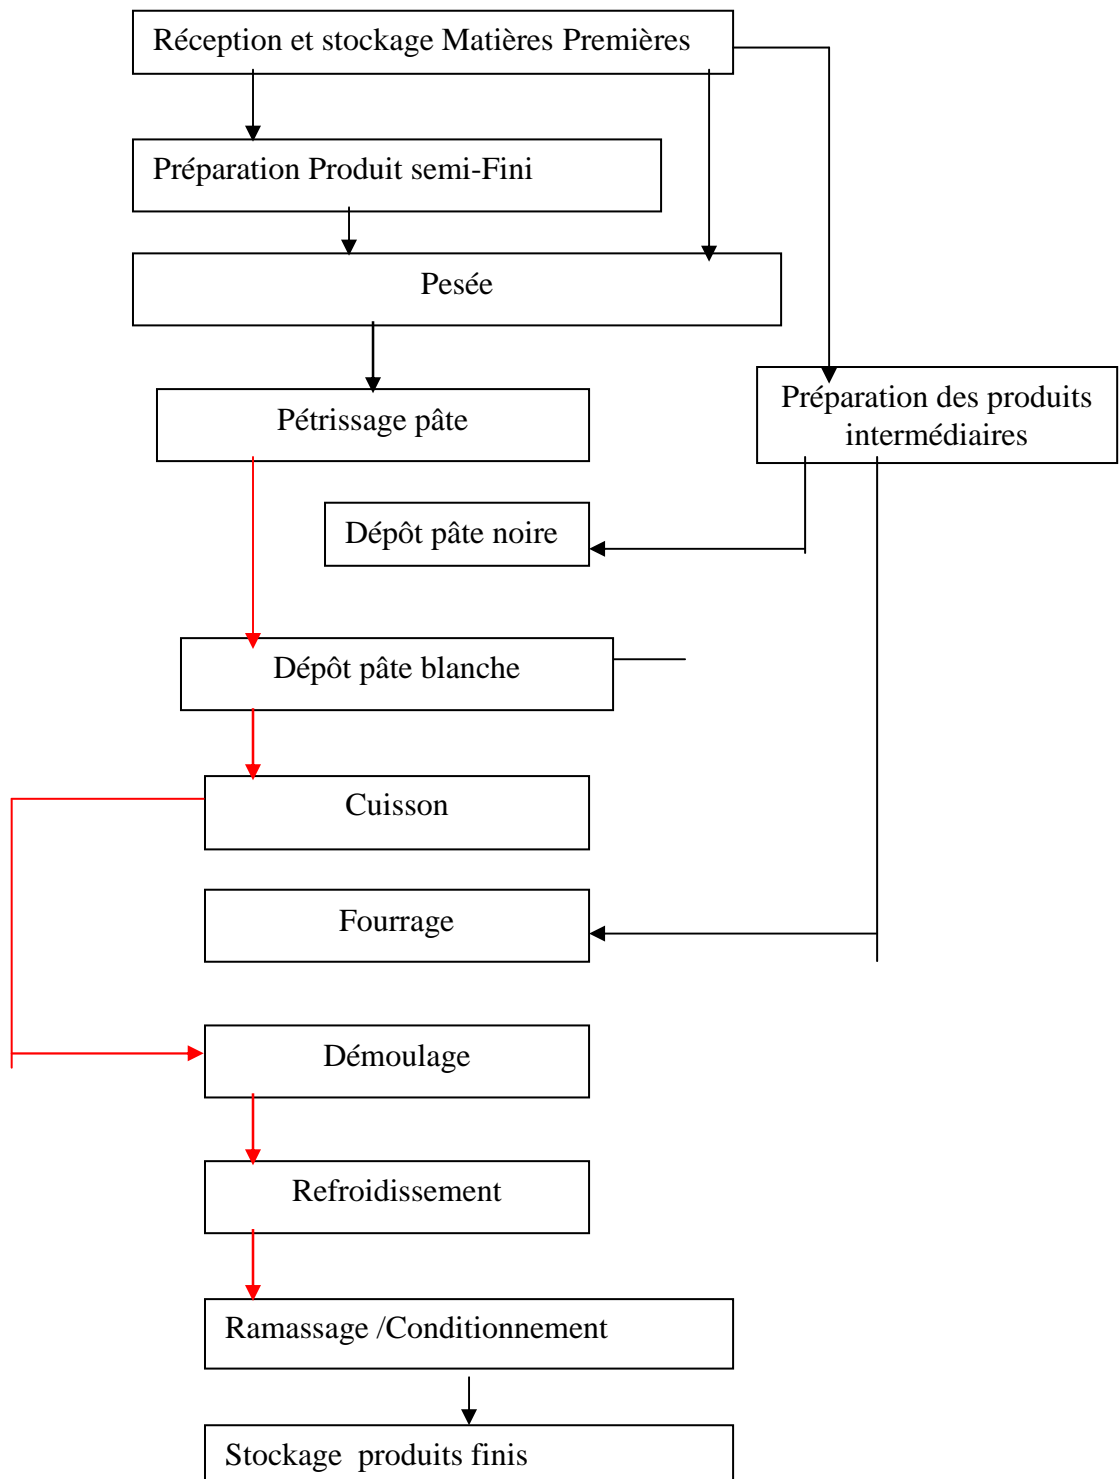 Réception et stockage Matières Premières
Préparation Produit semi-Fini
Pesée
Préparation des produits
intermédiaires
Pétrissage pâte
Dépôt pâte noire
Dépôt pâte blanche
Cuisson
Fourrage
Démoulage
Refroidissement
Ramassage /Conditionnement
Stockage  produits finis